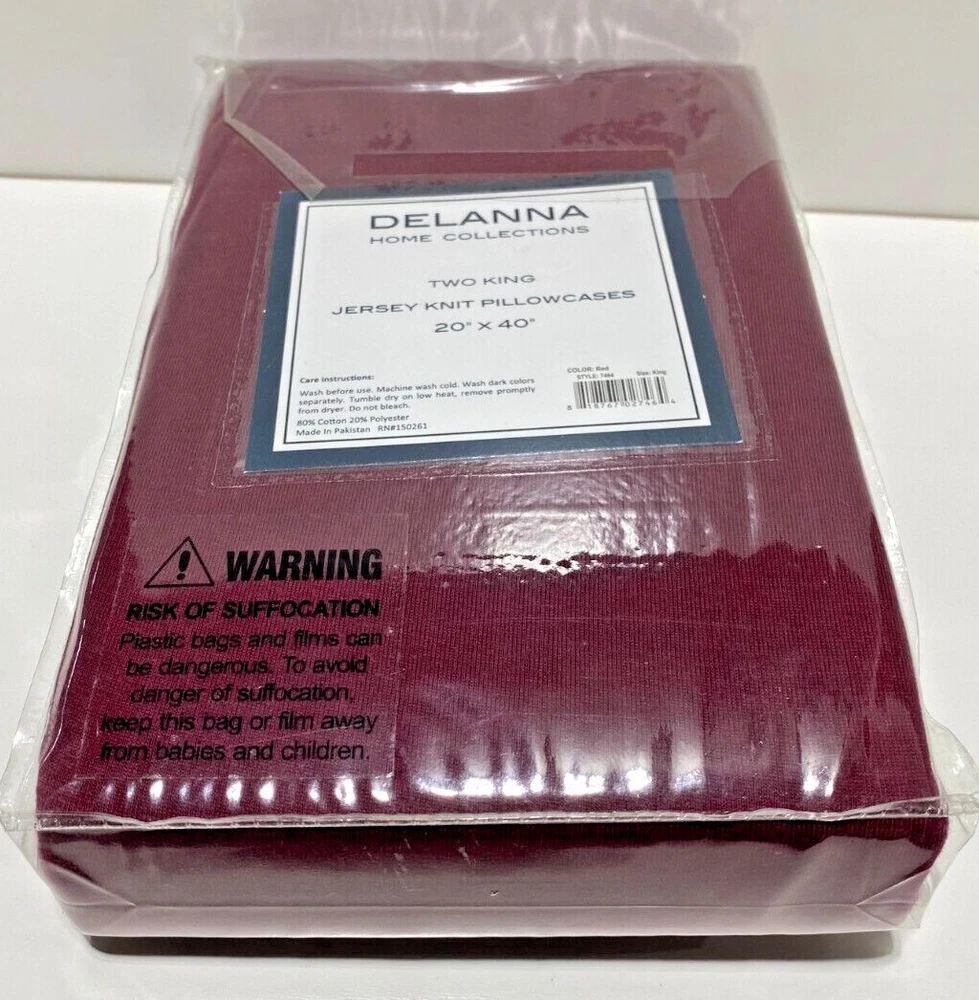 DELANNA
HOME COLLECTIONS
TWO KING
JERSEY KNIT PILLOWCASES
20" X 40"
COLOR: Red
STYLE: 7464 Size: King
Care instructions:
Wash before use. Machine wash cold. Wash dark colors
separately. Tumble dry on low heat, remove promptly
from dryer. Do not bleach.
80% Cotton 20% Polyester
Made In Pakistan RN#150261
WARNING
RISK OF SUFFOCATION
Plastic bags and films can
be dangerous. To avoid
danger of suffocation,
keep this bag or film away
from babies and children.